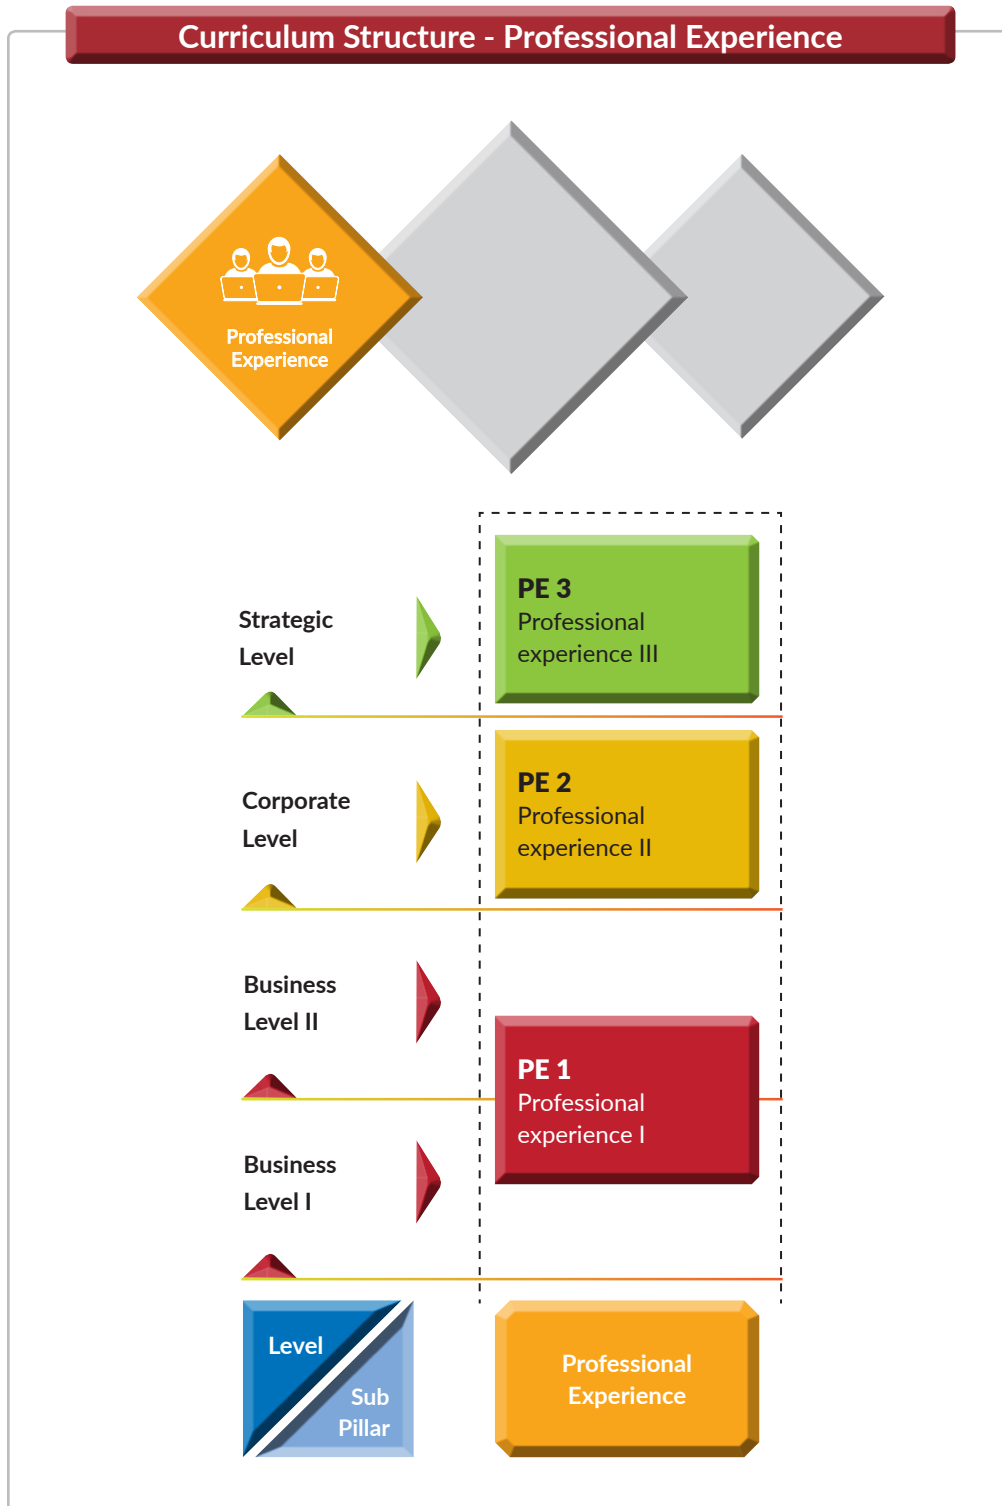 Curriculum Structure - Professional Experience
Professional
Experience
Strategic
Level
PE 3
Professional
experience III
Corporate
Level
PE 2
Professional
experience II
Business
Level II
PE 1
Professional
experience I
Business
Level I
Level
Sub
Pillar
Professional
Experience